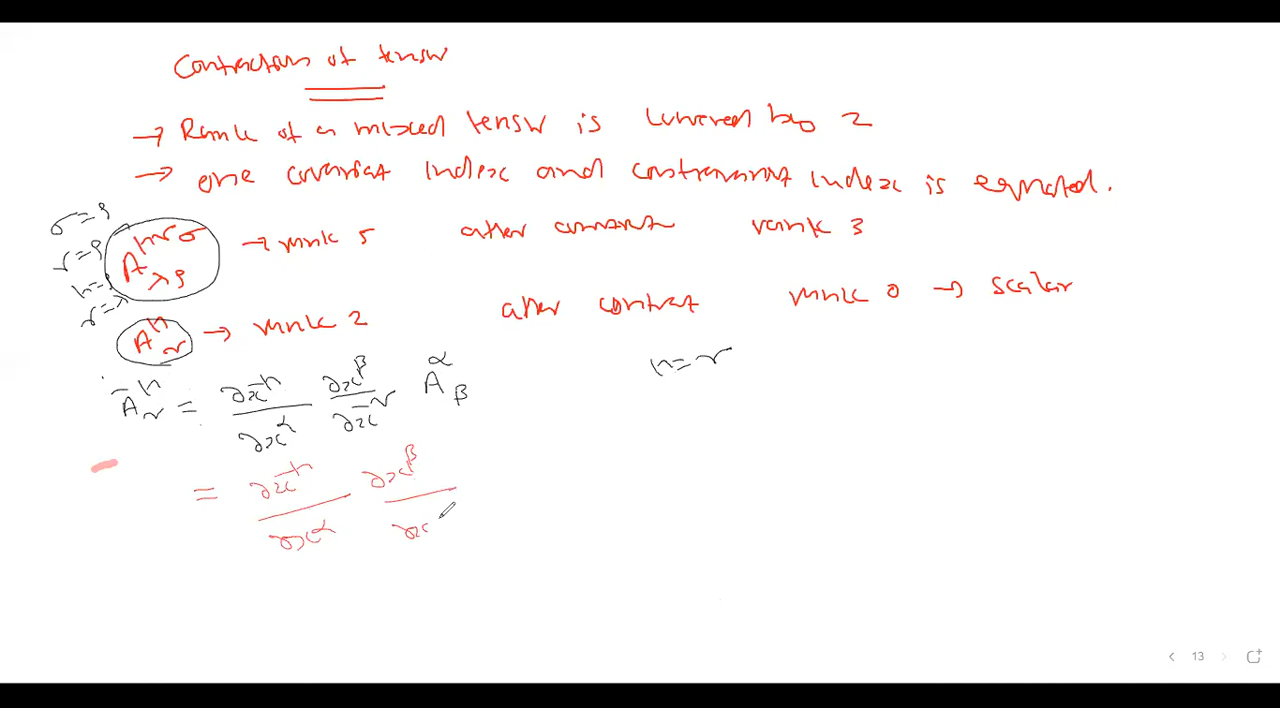 Contraction of tensor
→ Rank of a mixed tensor is lowered by 2
→ one covariant index and contravariant index is equated.
σ=ρ
ν=ρ
A^{μνσ}_{λρ} → rank 5 after contract rank 3
ν=λ
A^μ_ν → rank 2 after contract rank 0 → scalar
μ=ν
Ā^μ_ν = ∂x̄^μ/∂x^α ∂x^β/∂x̄^ν A^α_β
= ∂x̄^μ/∂x^α ∂x^β/∂x
13